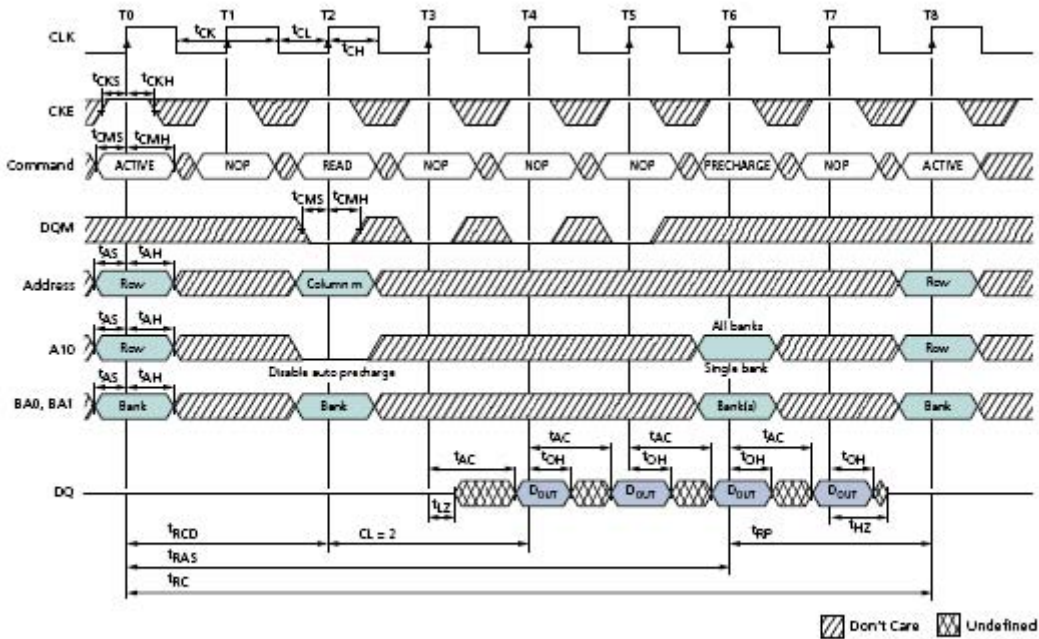 T0 T1 T2 T3 T4 T5 T6 T7 T8
CLK
tCK tCL tCH
tCKS tCKH
CKE
tCMS tCMH
Command ACTIVE NOP READ NOP NOP NOP PRECHARGE NOP ACTIVE
tCMS tCMH
DQM
tAS tAH
Address Row Column m Row
tAS tAH
All banks
A10 Row Row
Disable auto precharge
Single bank
tAS tAH
BA0, BA1 Bank Bank Bank(s) Bank
tAC tAC tAC tAC
tOH tOH tOH tOH
DQ DOUT DOUT DOUT DOUT
tLZ tHZ
tRCD CL = 2 tRP
tRAS
tRC
Don't Care Undefined